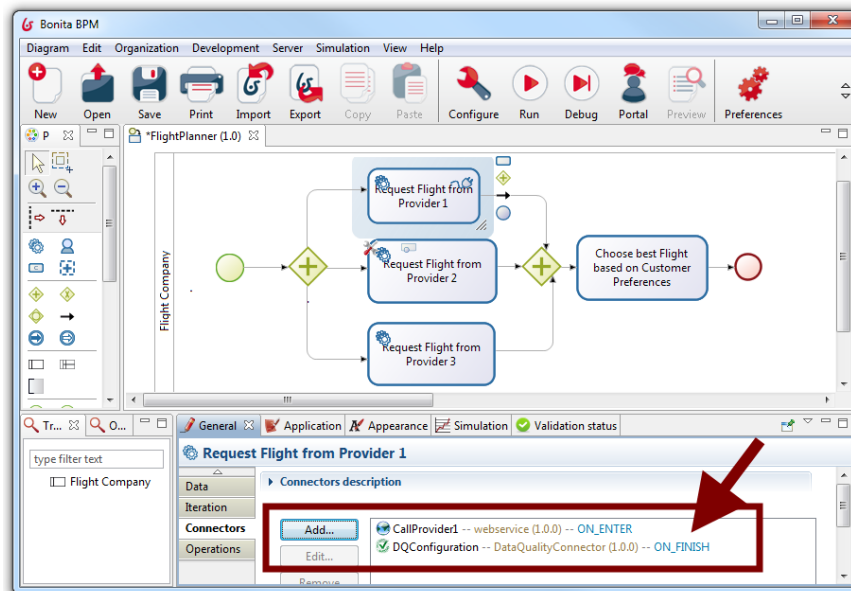 Bonita BPM
Diagram Edit Organization Development Server Simulation View Help
New Open Save Print Import Export Copy Paste Configure Run Debug Portal Preview Preferences
P
*FlightPlanner (1.0)
Flight Company
Request Flight from
Provider 1
Request Flight from
Provider 2
Request Flight from
Provider 3
Choose best Flight
based on Customer
Preferences
Tr... O...
type filter text
Flight Company
General Application Appearance Simulation Validation status
Request Flight from Provider 1
Data
Iteration
Connectors
Operations
Connectors description
Add...
Edit...
Remove
CallProvider1 -- webservice (1.0.0) -- ON_ENTER
DQConfiguration -- DataQualityConnector (1.0.0) -- ON_FINISH